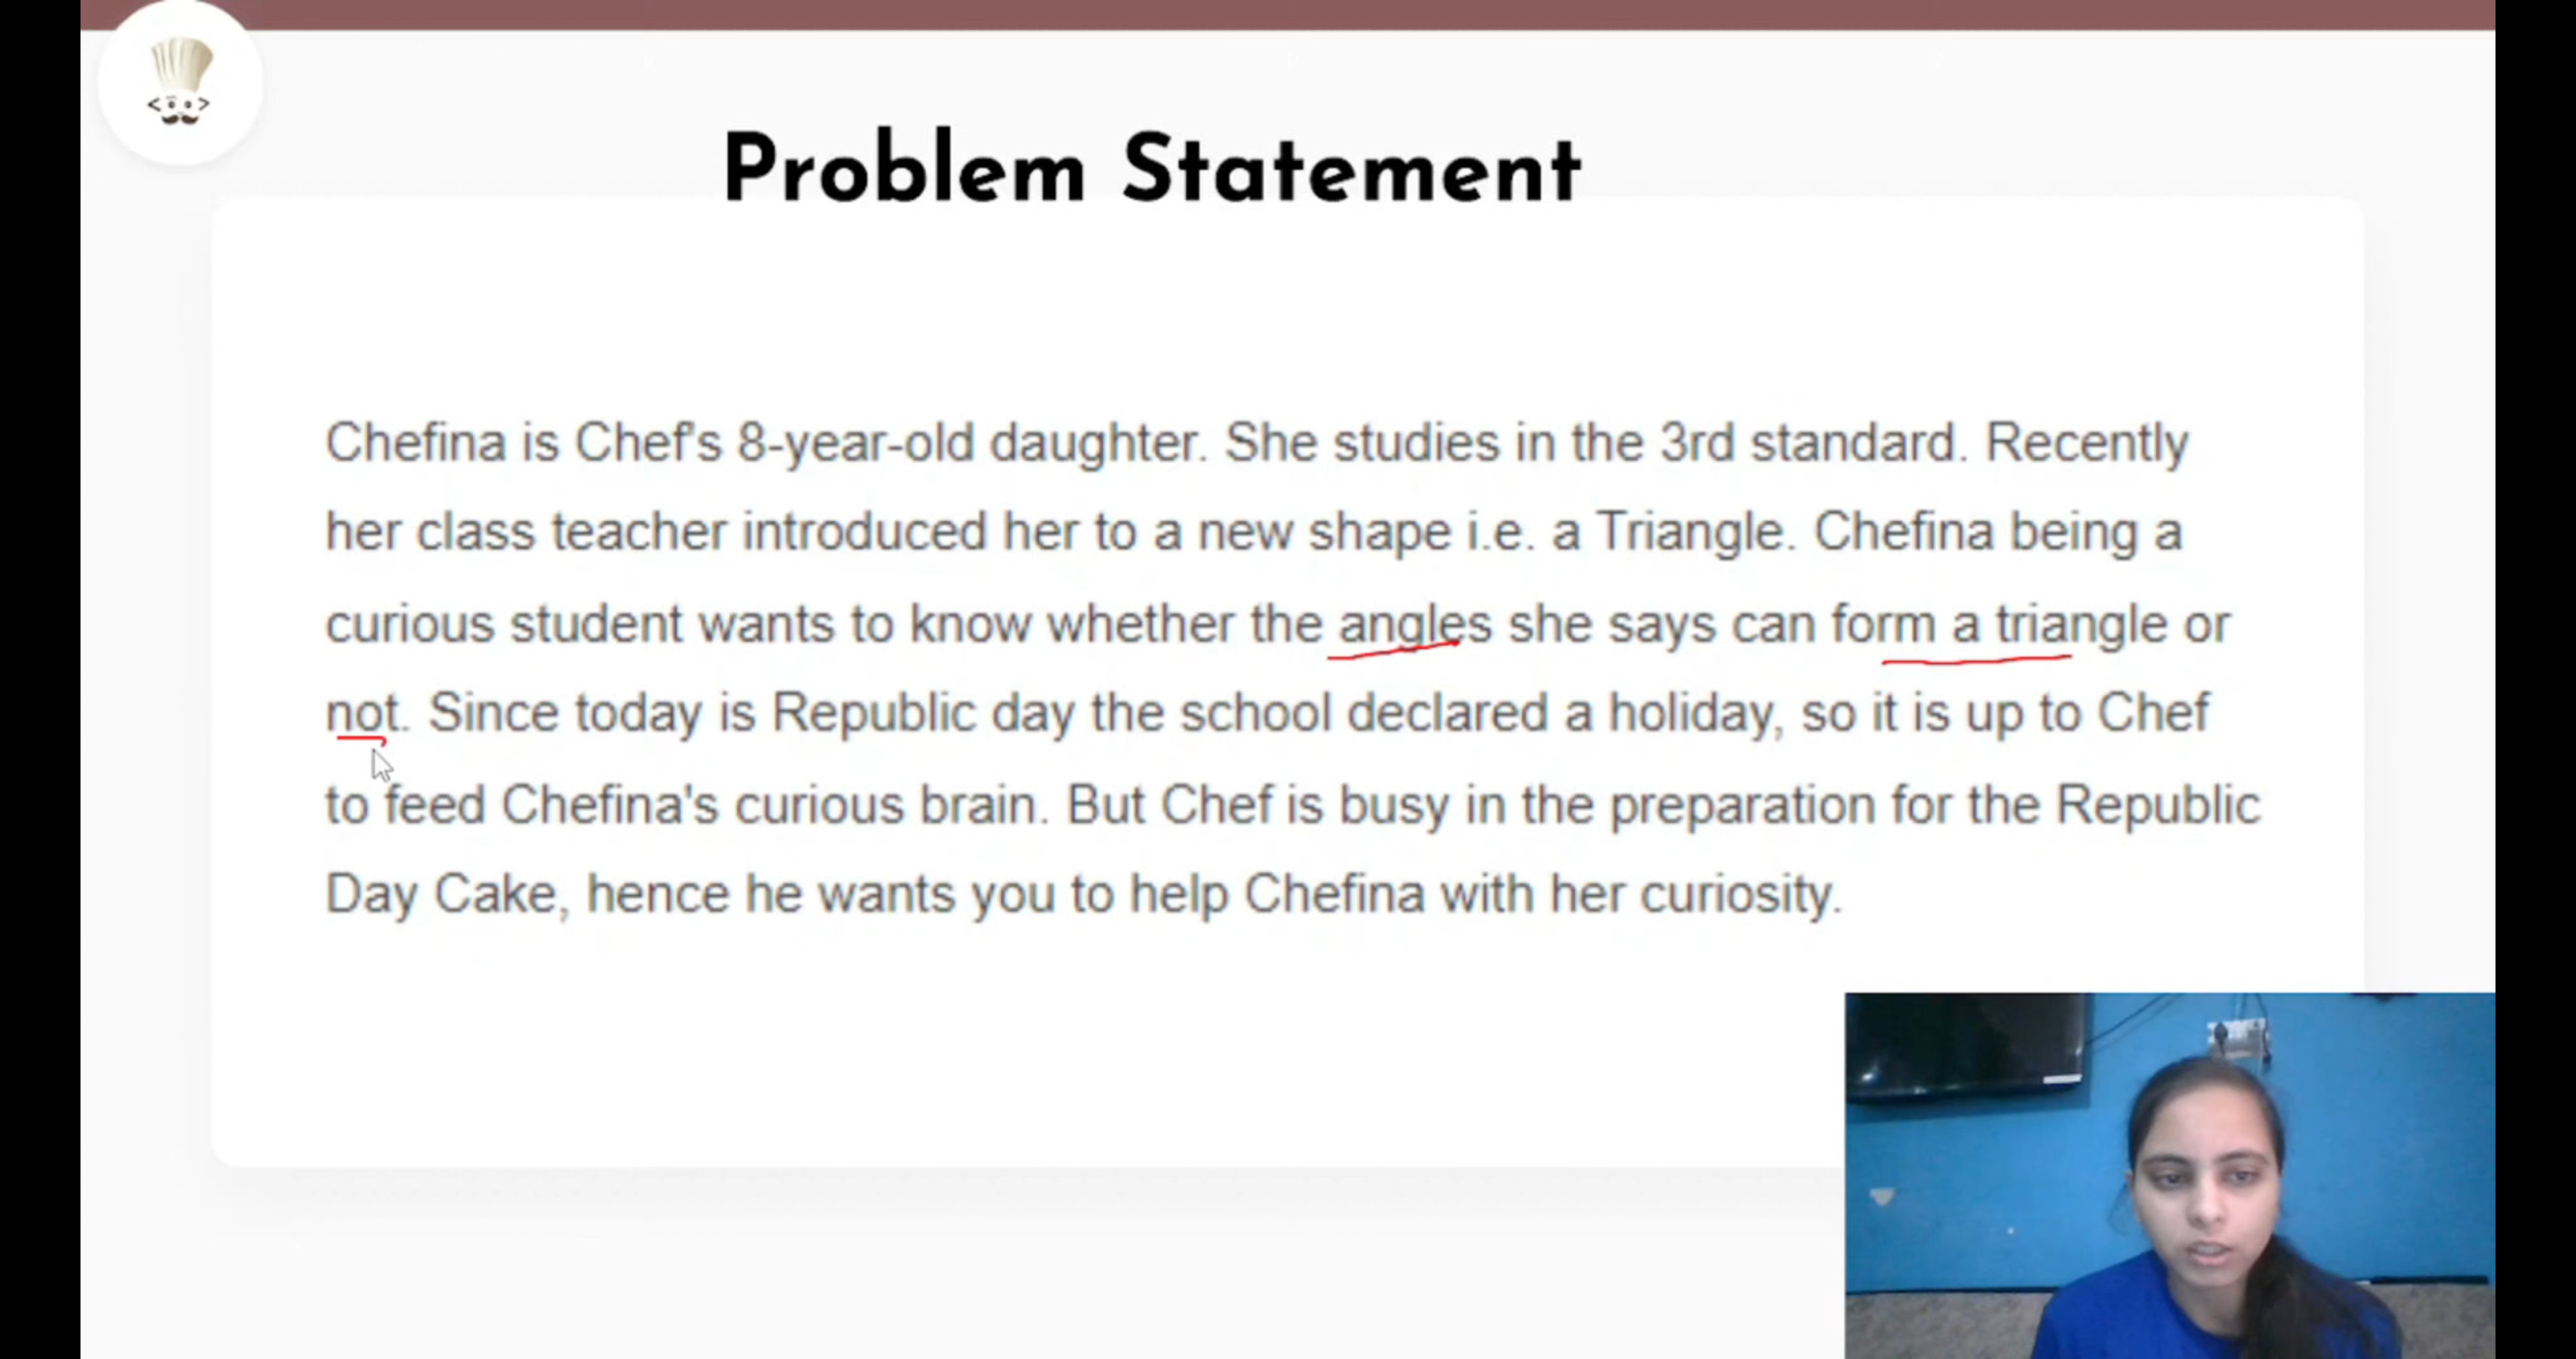 Problem Statement
Chefina is Chef's 8-year-old daughter. She studies in the 3rd standard. Recently
her class teacher introduced her to a new shape i.e. a Triangle. Chefina being a
curious student wants to know whether the angles she says can form a triangle or
not. Since today is Republic day the school declared a holiday, so it is up to Chef
to feed Chefina's curious brain. But Chef is busy in the preparation for the Republic
Day Cake, hence he wants you to help Chefina with her curiosity.